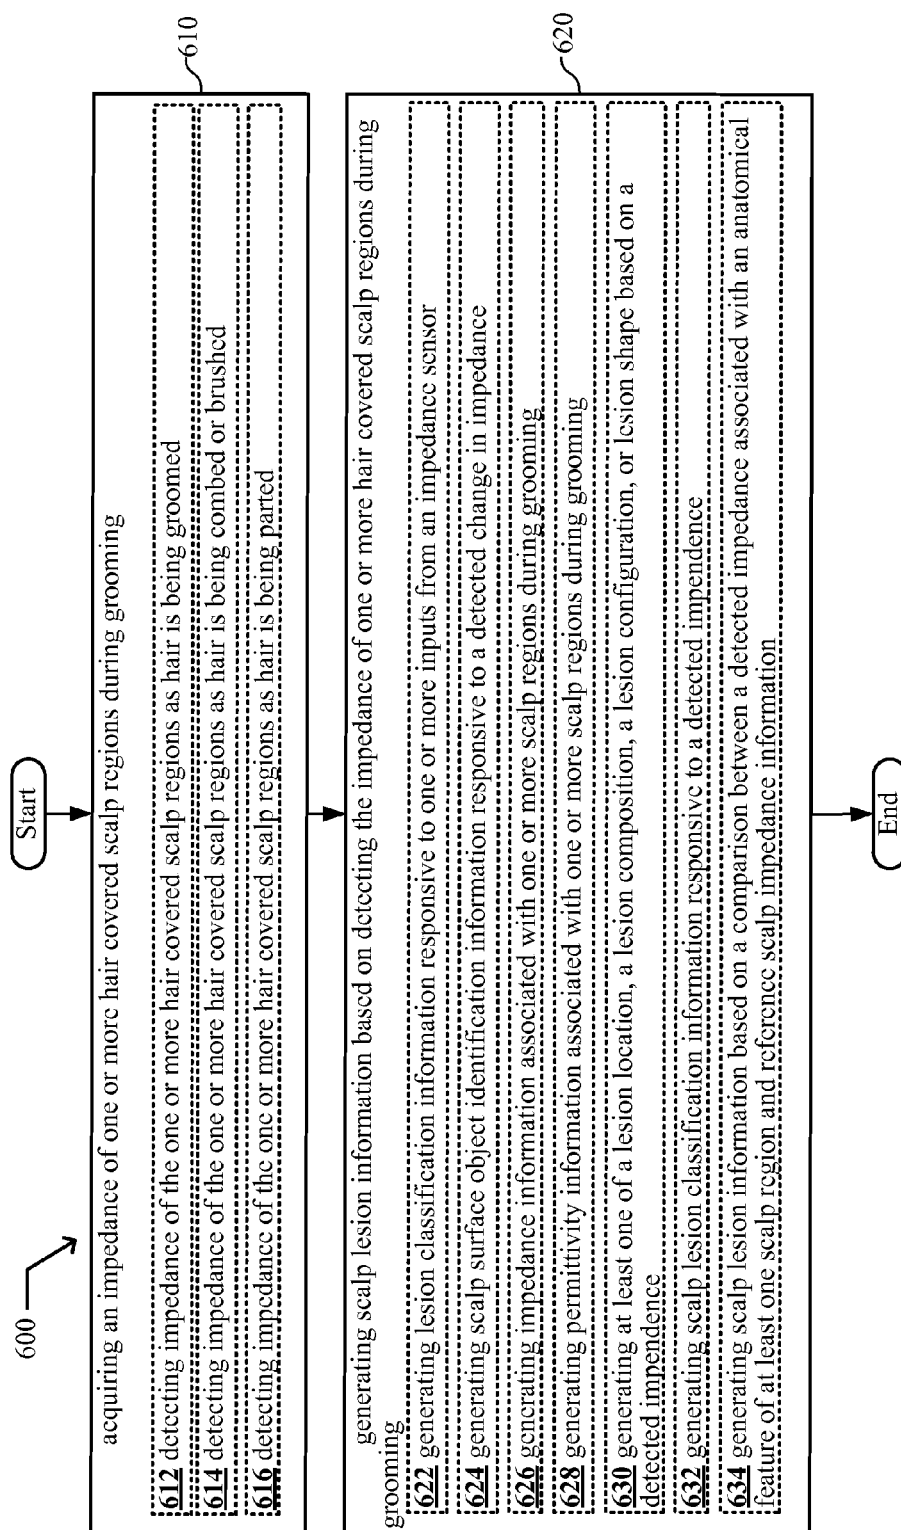 600
Start
610
acquiring an impedance of one or more hair covered scalp regions during grooming
612 detecting impedance of the one or more hair covered scalp regions as hair is being groomed
614 detecting impedance of the one or more hair covered scalp regions as hair is being combed or brushed
616 detecting impedance of the one or more hair covered scalp regions as hair is being parted
620
generating scalp lesion information based on detecting the impedance of one or more hair covered scalp regions during
grooming
622 generating lesion classification information responsive to one or more inputs from an impedance sensor
624 generating scalp surface object identification information responsive to a detected change in impedance
626 generating impedance information associated with one or more scalp regions during grooming
628 generating permittivity information associated with one or more scalp regions during grooming
630 generating at least one of a lesion location, a lesion composition, a lesion configuration, or lesion shape based on a
detected impendence
632 generating scalp lesion classification information responsive to a detected impendence
634 generating scalp lesion information based on a comparison between a detected impedance associated with an anatomical
feature of at least one scalp region and reference scalp impedance information
End